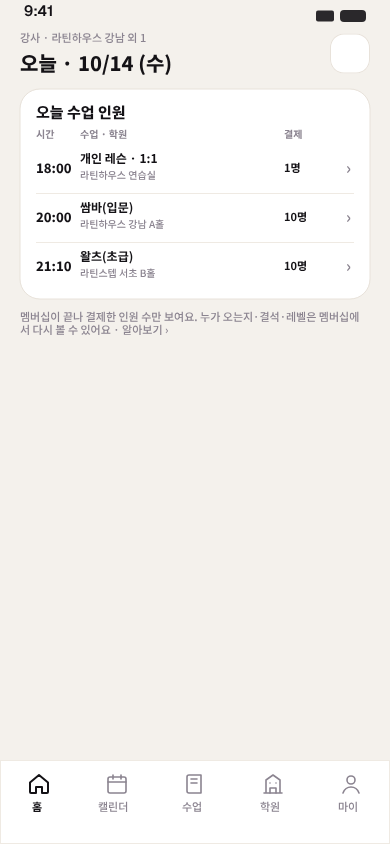 9:41
강사 · 라틴하우스 강남 외 1
오늘 · 10/14 (수)
오늘 수업 인원
시간 수업 · 학원 결제
18:00 개인 레슨 · 1:1 1명 ›
라틴하우스 연습실
20:00 쌈바(입문) 10명 ›
라틴하우스 강남 A홀
21:10 왈츠(초급) 10명 ›
라틴스텝 서초 B홀
멤버십이 끝나 결제한 인원 수만 보여요. 누가 오는지·결석·레벨은 멤버십에
서 다시 볼 수 있어요 · 알아보기 ›
홈 캘린더 수업 학원 마이